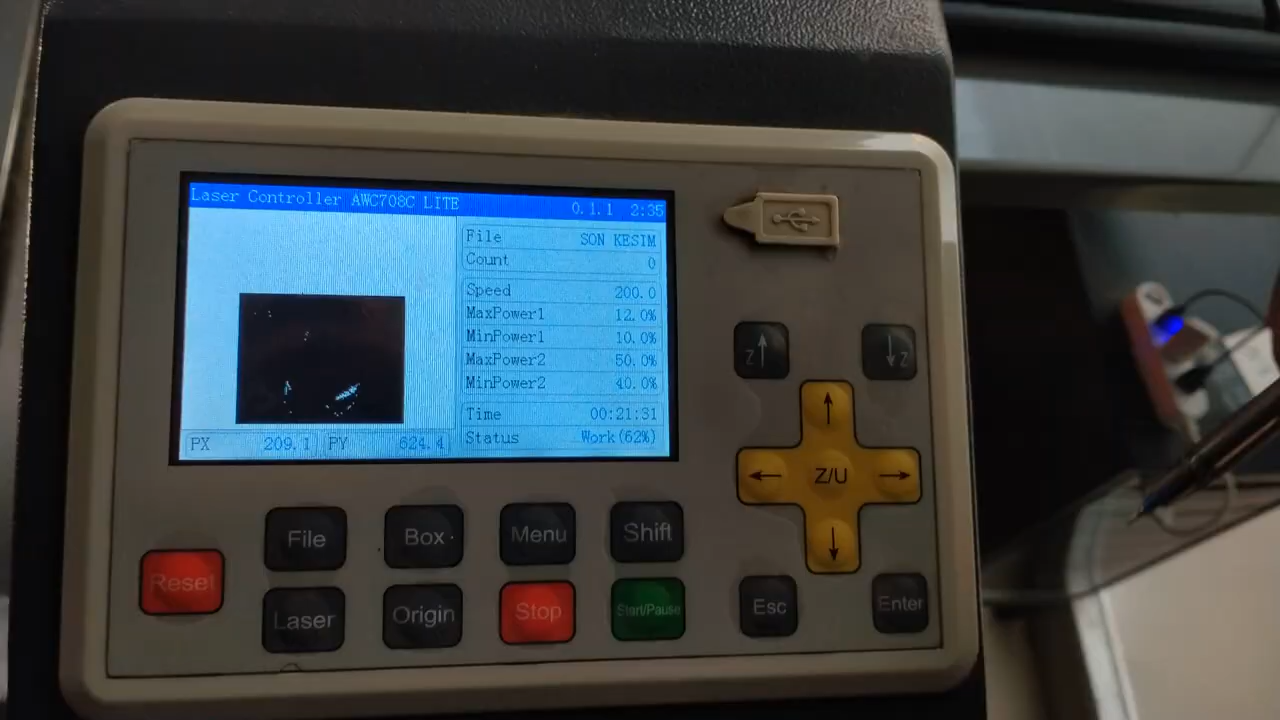 Laser Controller AWC708C LITE 0.1.1 2:35
File SON KESIM
Count 0
Speed 200.0
MaxPower1 12.0%
MinPower1 10.0%
MaxPower2 50.0%
MinPower2 40.0%
Time 00:21:31
Status Work(62%)
PX 209.1 PY 624.4
Z Z
Z/U
File Box Menu Shift
Reset
Laser Origin Stop Start/Pause Esc Enter